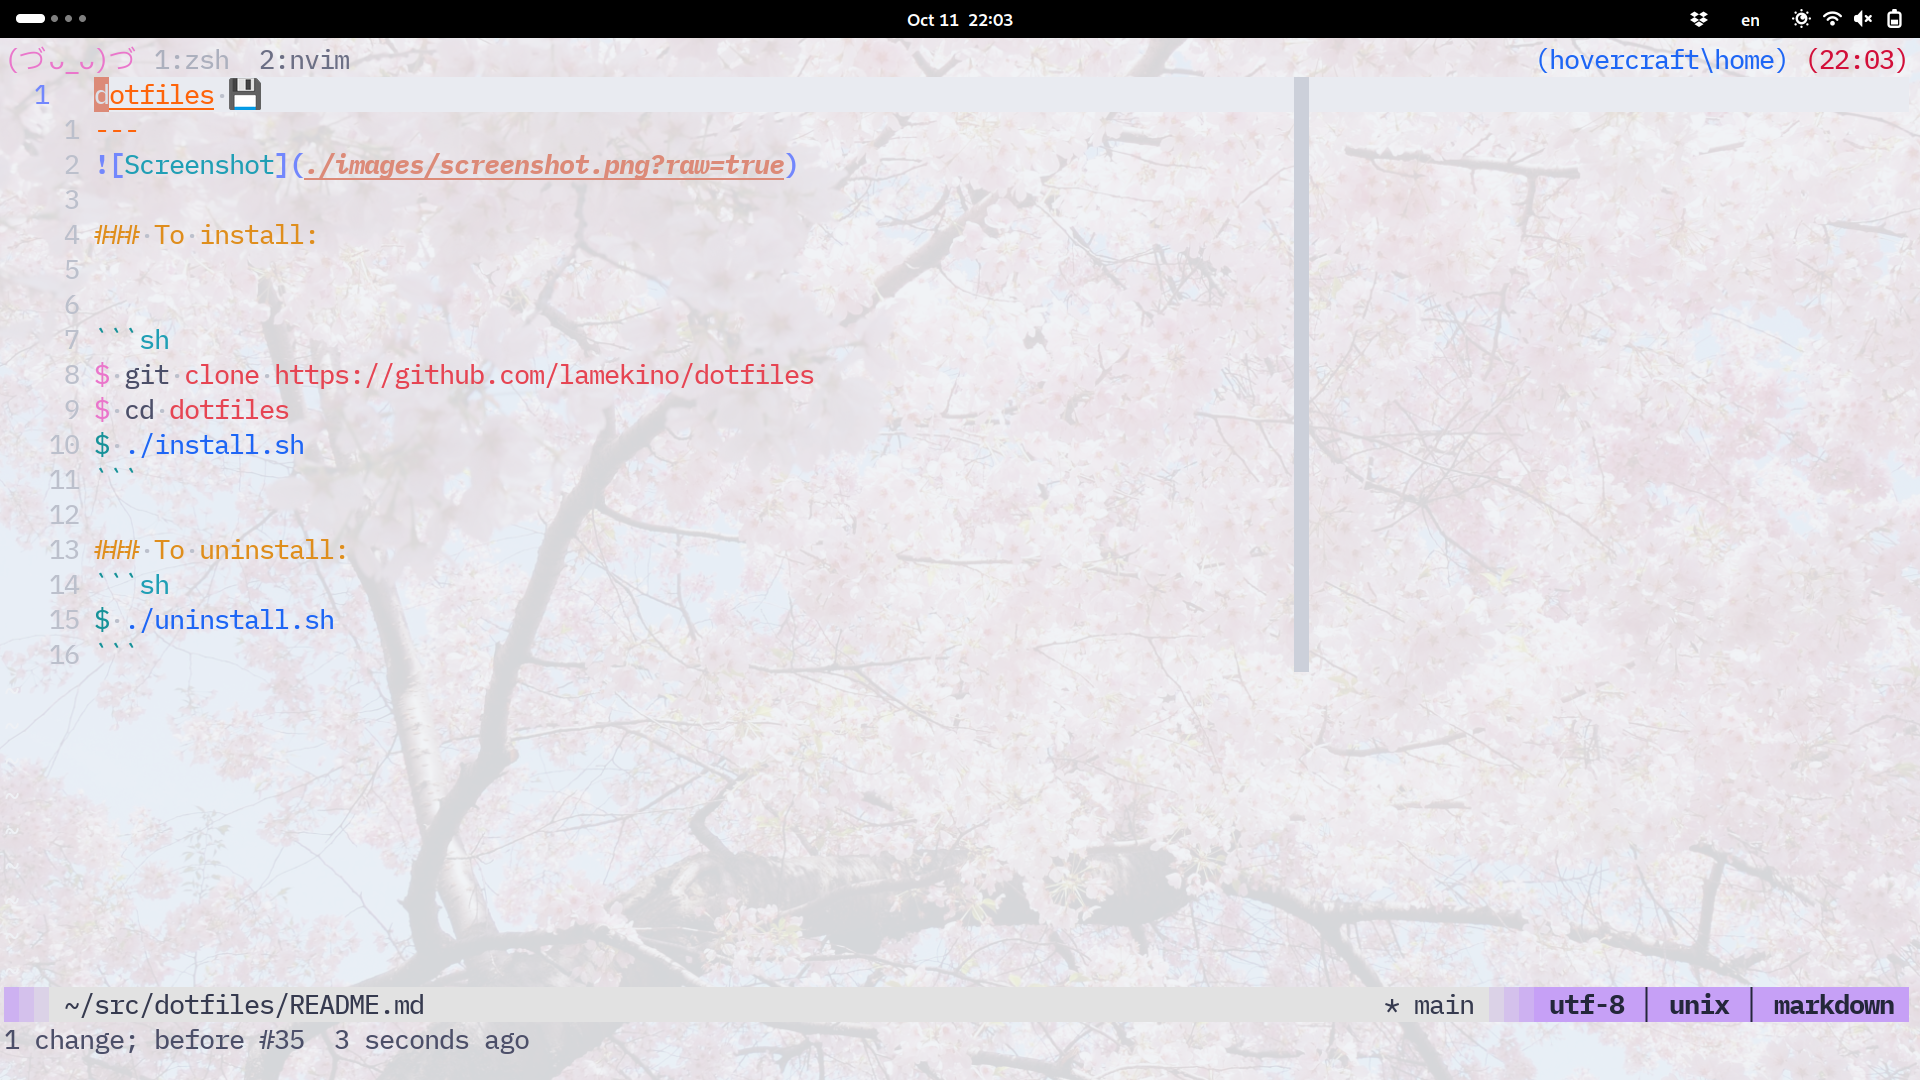 Oct 11 22:03
en
(づ◡_◡)づ 1:zsh 2:nvim (hovercraft\home) (22:03)
1 dotfiles 💾
1 ---
2 ![Screenshot](./images/screenshot.png?raw=true)
3
4 ### To install:
5
6
7 ```sh
8 $ git clone https://github.com/lamekino/dotfiles
9 $ cd dotfiles
10 $ ./install.sh
11 ```
12
13 ### To uninstall:
14 ```sh
15 $ ./uninstall.sh
16 ```
~
~
~/src/dotfiles/README.md * main utf-8 | unix | markdown
1 change; before #35 3 seconds ago